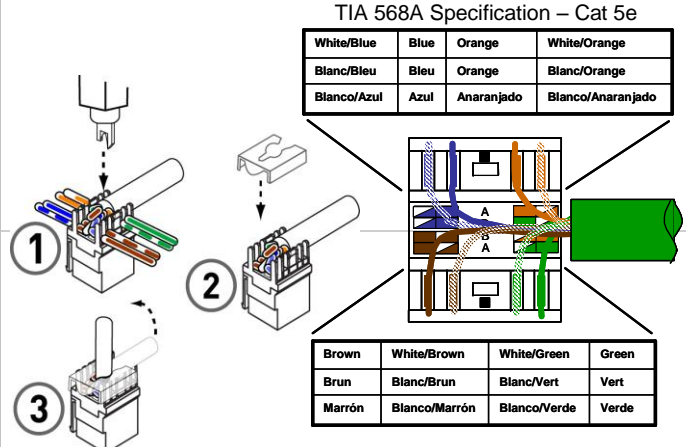 TIA 568A Specification – Cat 5e
White/Blue Blue Orange White/Orange
Blanc/Bleu Bleu Orange Blanc/Orange
Blanco/Azul Azul Anaranjado Blanco/Anaranjado
A
B
A
1
2
3
Brown White/Brown White/Green Green
Brun Blanc/Brun Blanc/Vert Vert
Marrón Blanco/Marrón Blanco/Verde Verde